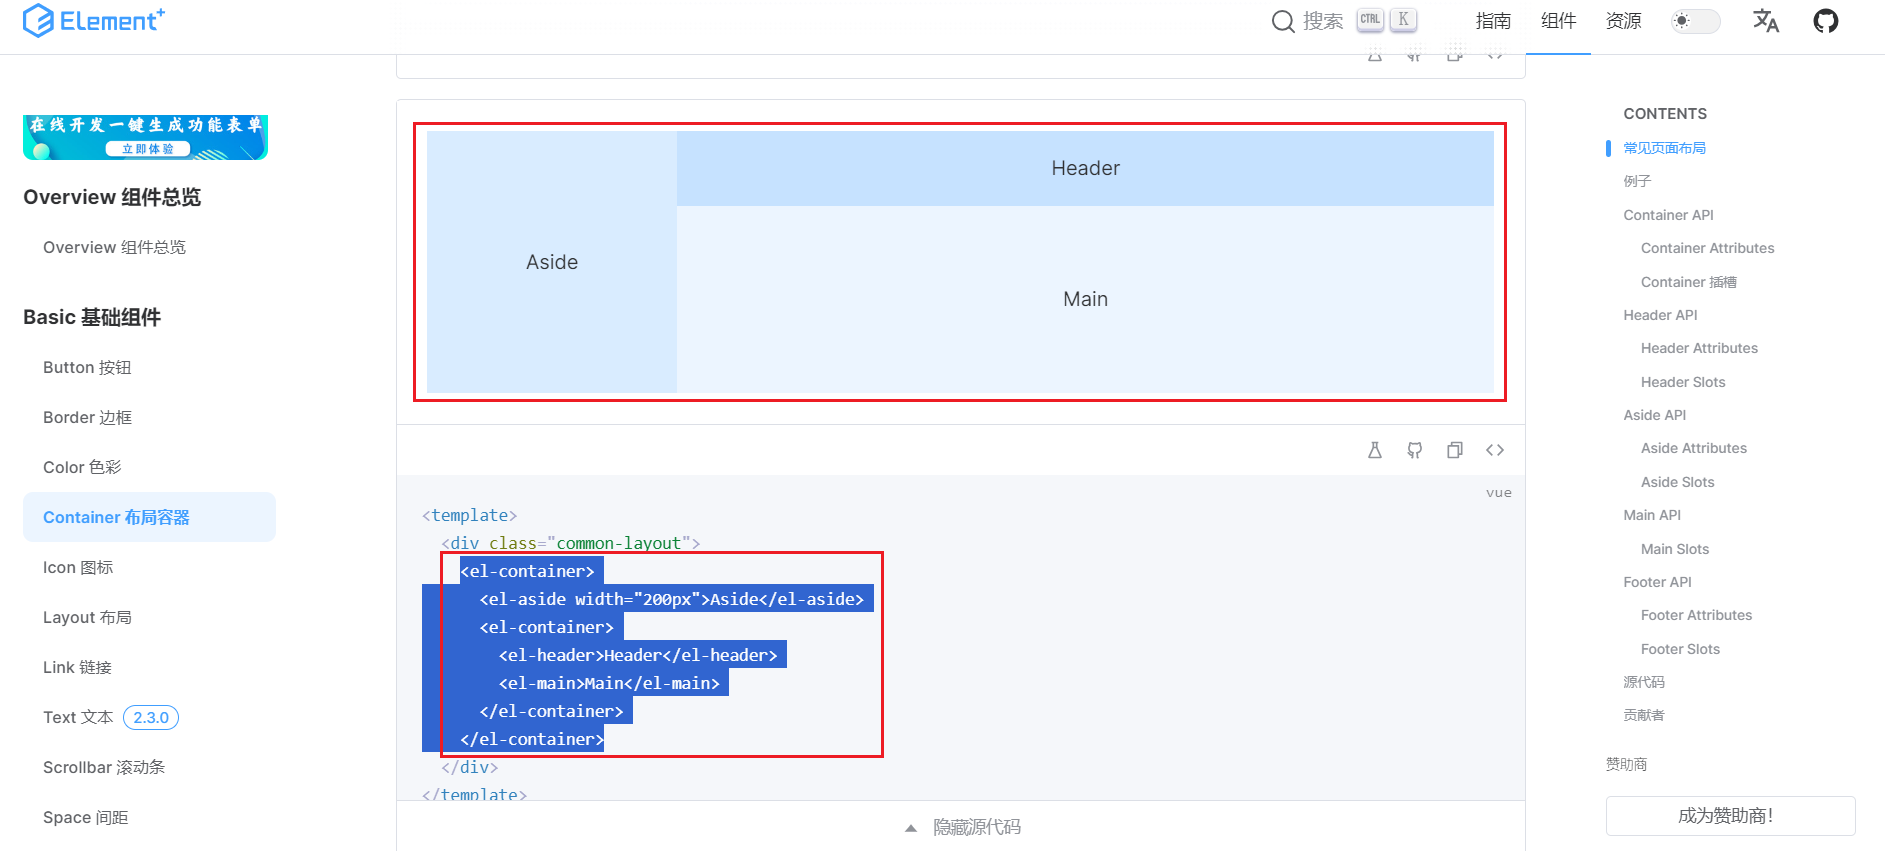 Element+
搜索 CTRL K
指南 组件 资源
在线开发一键生成功能表单
立即体验
Overview 组件总览
Overview 组件总览
Basic 基础组件
Button 按钮
Border 边框
Color 色彩
Container 布局容器
Icon 图标
Layout 布局
Link 链接
Text 文本 2.3.0
Scrollbar 滚动条
Space 间距
Aside
Header
Main
vue
<template>
<div class="common-layout">
<el-container>
<el-aside width="200px">Aside</el-aside>
<el-container>
<el-header>Header</el-header>
<el-main>Main</el-main>
</el-container>
</el-container>
</div>
</template>
隐藏源代码
CONTENTS
常见页面布局
例子
Container API
Container Attributes
Container 插槽
Header API
Header Attributes
Header Slots
Aside API
Aside Attributes
Aside Slots
Main API
Main Slots
Footer API
Footer Attributes
Footer Slots
源代码
贡献者
赞助商
成为赞助商!